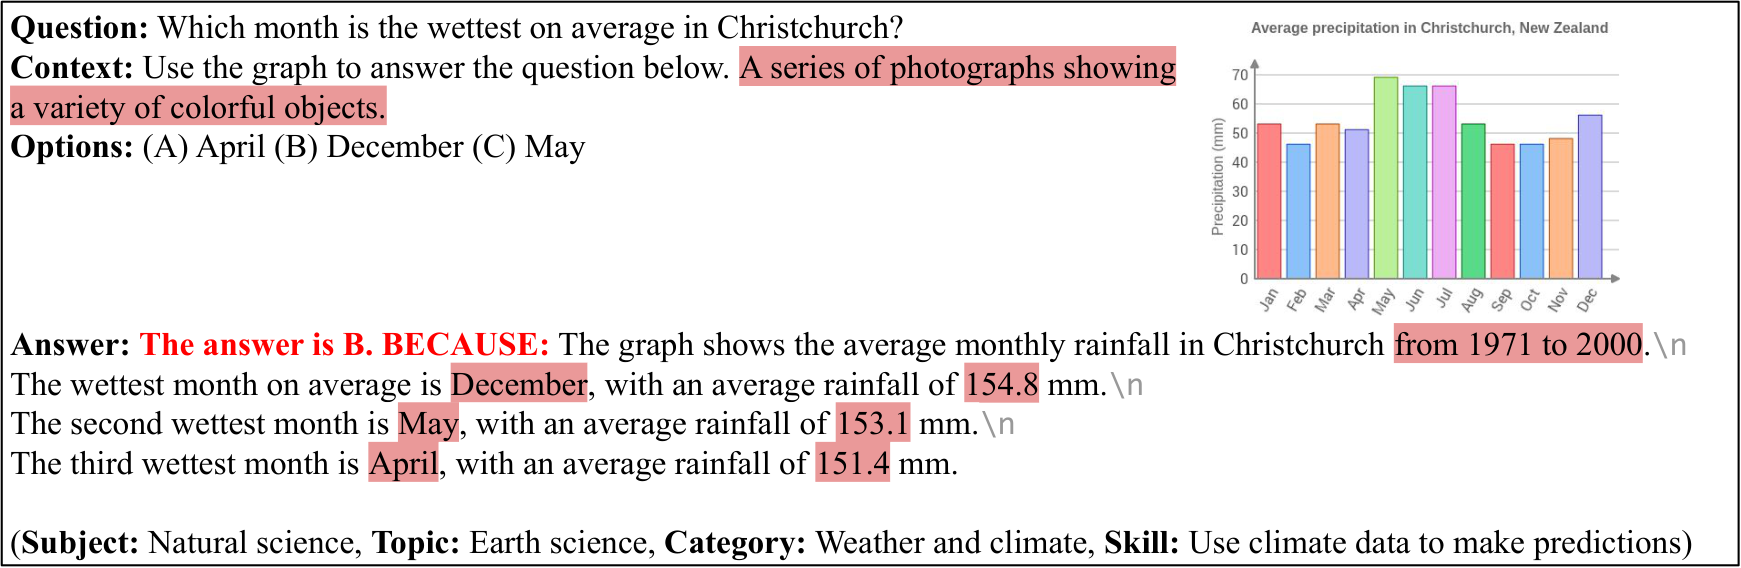 Question: Which month is the wettest on average in Christchurch?
Context: Use the graph to answer the question below. A series of photographs showing
a variety of colorful objects.
Options: (A) April (B) December (C) May
Average precipitation in Christchurch, New Zealand
Precipitation (mm)
70
60
50
40
30
20
10
0
Jan Feb Mar Apr May Jun Jul Aug Sep Oct Nov Dec
Answer: The answer is B. BECAUSE: The graph shows the average monthly rainfall in Christchurch from 1971 to 2000.\n
The wettest month on average is December, with an average rainfall of 154.8 mm.\n
The second wettest month is May, with an average rainfall of 153.1 mm.\n
The third wettest month is April, with an average rainfall of 151.4 mm.
(Subject: Natural science, Topic: Earth science, Category: Weather and climate, Skill: Use climate data to make predictions)